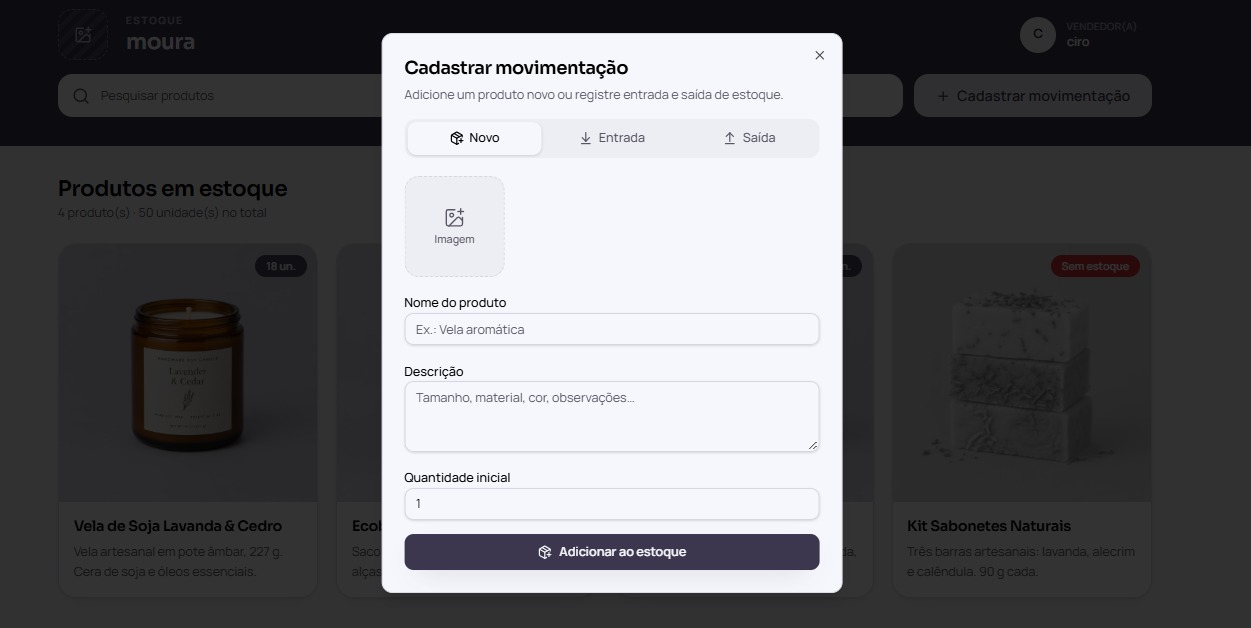 ESTOQUE
moura
C
VENDEDOR(A)
ciro
Pesquisar produtos
+ Cadastrar movimentação
Produtos em estoque
4 produto(s) · 50 unidade(s) no total
Cadastrar movimentação
Adicione um produto novo ou registre entrada e saída de estoque.
Novo
Entrada
Saída
Imagem
Nome do produto
Ex.: Vela aromática
Descrição
Tamanho, material, cor, observações...
Quantidade inicial
1
Adicionar ao estoque
18 un.
Lavender
& Cedar
Vela de Soja Lavanda & Cedro
Vela artesanal em pote âmbar, 227 g.
Cera de soja e óleos essenciais.
Sem estoque
Kit Sabonetes Naturais
Três barras artesanais: lavanda, alecrim
e calêndula. 90 g cada.